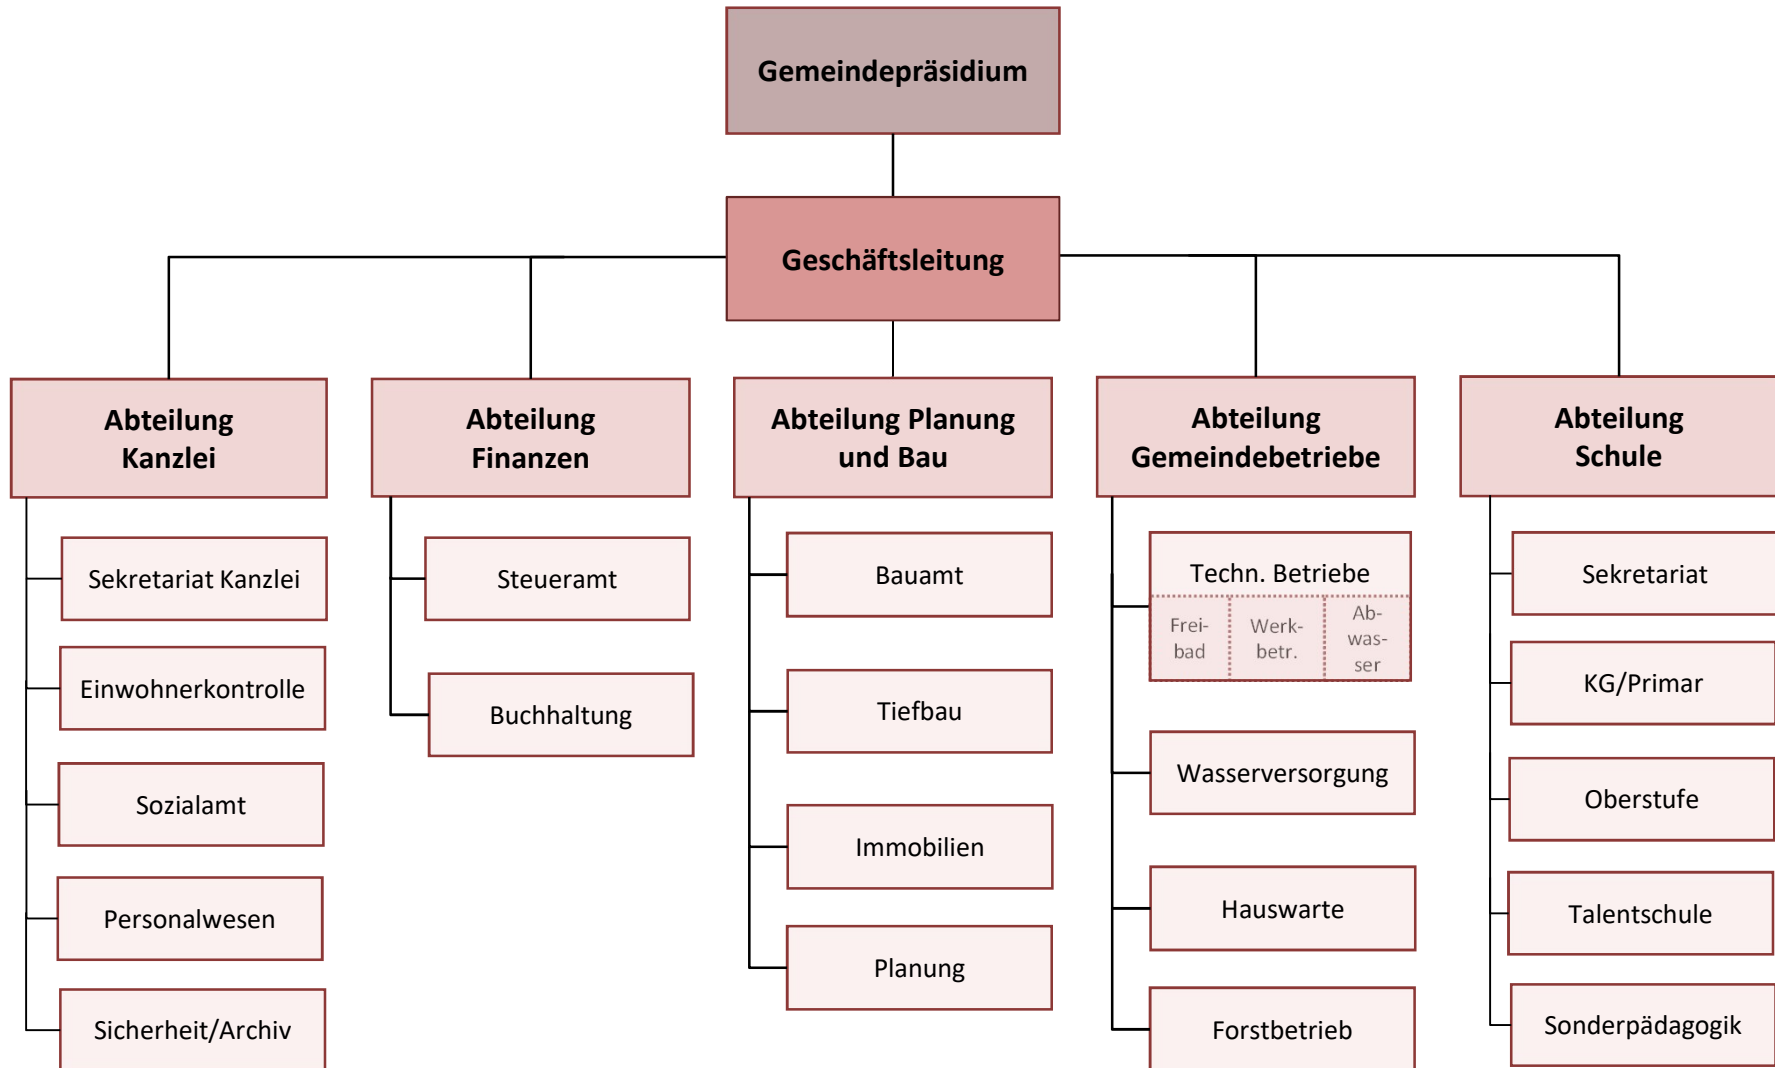 Gemeindepräsidium
Geschäftsleitung
Abteilung
Kanzlei
Sekretariat Kanzlei
Einwohnerkontrolle
Sozialamt
Personalwesen
Sicherheit/Archiv
Abteilung
Finanzen
Steueramt
Buchhaltung
Abteilung Planung
und Bau
Bauamt
Tiefbau
Immobilien
Planung
Abteilung
Gemeindebetriebe
Techn. Betriebe
Frei-
bad
Werk-
betr.
Ab-
was-
ser
Wasserversorgung
Hauswarte
Forstbetrieb
Abteilung
Schule
Sekretariat
KG/Primar
Oberstufe
Talentschule
Sonderpädagogik